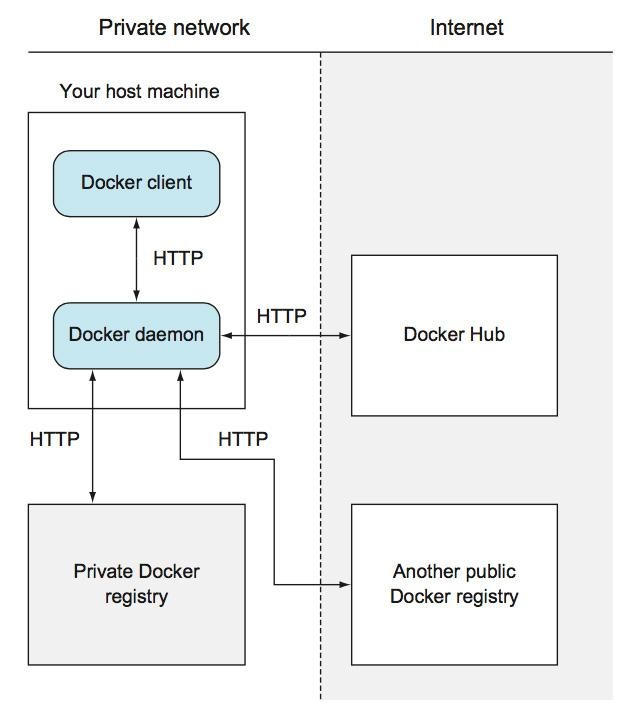 Private network
Internet
Your host machine
Docker client
HTTP
Docker daemon
HTTP
Docker Hub
HTTP
HTTP
Private Docker
registry
Another public
Docker registry